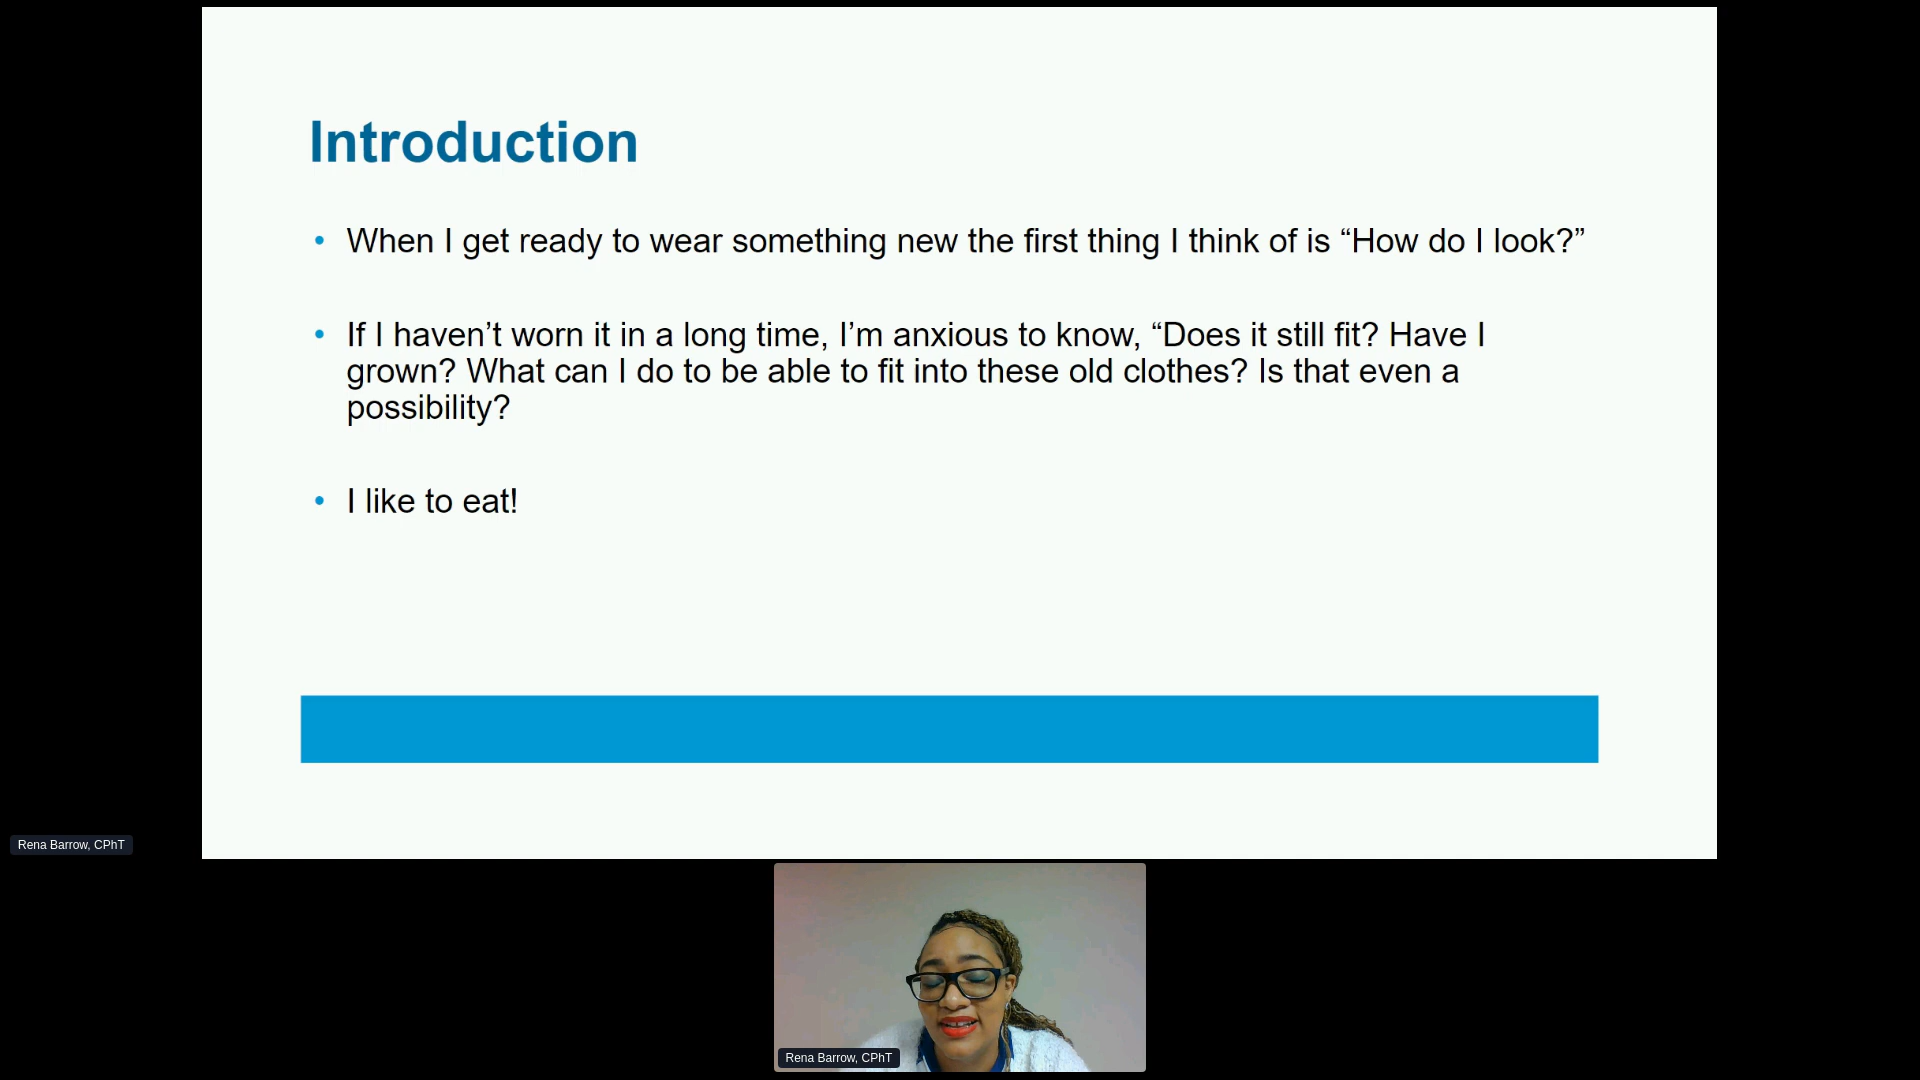 Introduction
• When I get ready to wear something new the first thing I think of is “How do I look?”
• If I haven’t worn it in a long time, I’m anxious to know, “Does it still fit? Have I
grown? What can I do to be able to fit into these old clothes? Is that even a
possibility?
• I like to eat!
Rena Barrow, CPhT
Rena Barrow, CPhT